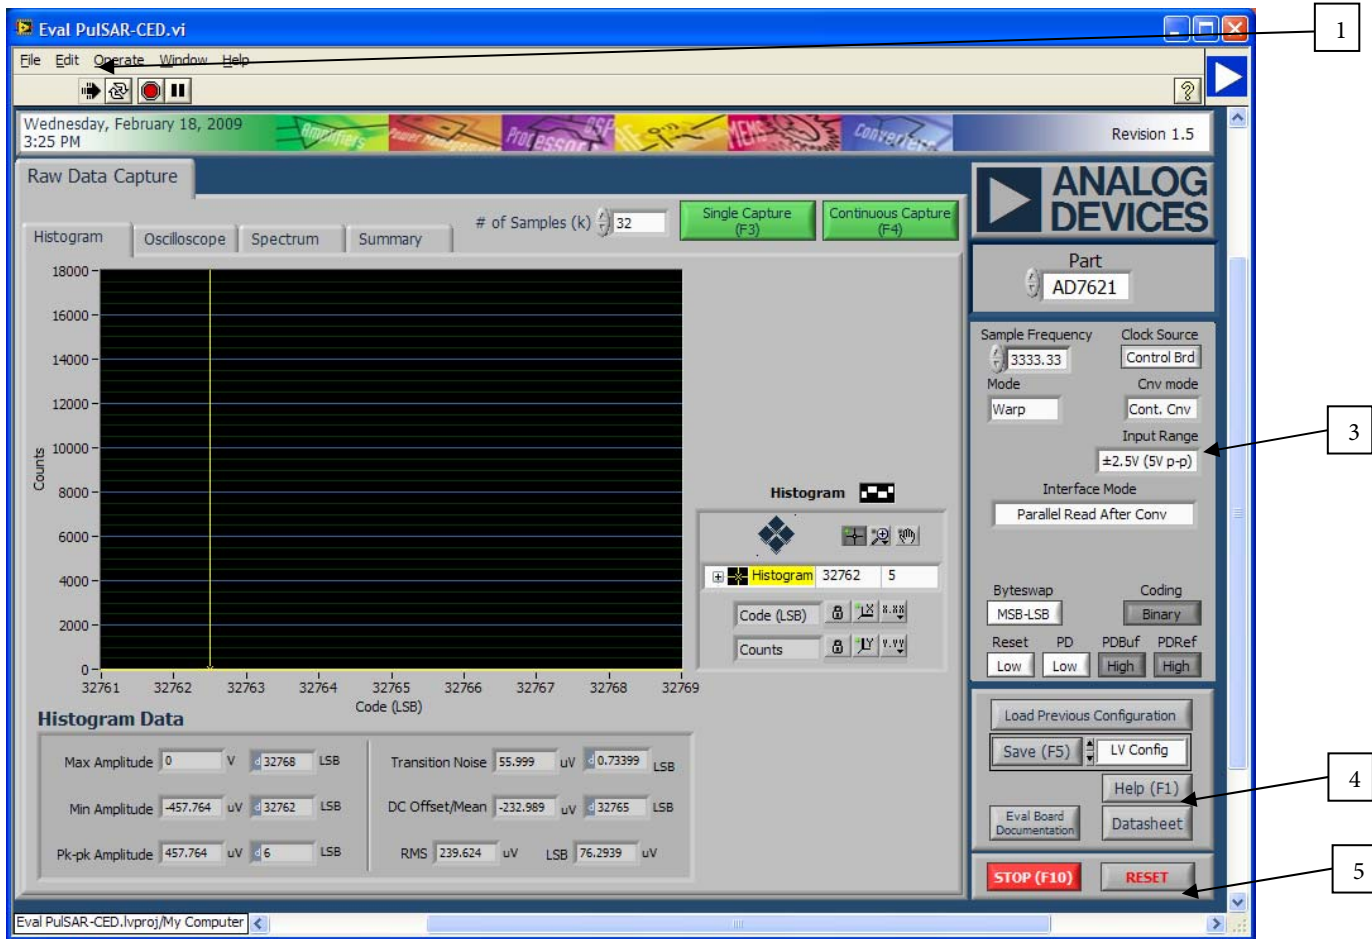 Eval PulSAR-CED.vi
1
File Edit Operate Window Help
Wednesday, February 18, 2009
3:25 PM
Amplifiers Power Management Processors DSP MEMS Converters
Revision 1.5
Raw Data Capture
ANALOG
DEVICES
# of Samples (k) 32
Single Capture
(F3)
Continuous Capture
(F4)
Histogram Oscilloscope Spectrum Summary
Part
AD7621
18000
16000
14000
12000
10000
8000
6000
4000
2000
0
Counts
32761 32762 32763 32764 32765 32766 32767 32768 32769
Code (LSB)
Sample Frequency Clock Source
3333.33 Control Brd
Mode Cnv mode
Warp Cont. Cnv
Input Range
±2.5V (5V p-p)
3
Interface Mode
Parallel Read After Conv
Histogram
Histogram 32762 5
Code (LSB) X X.XX
Counts Y Y.YY
Byteswap Coding
MSB-LSB Binary
Reset PD PDBuf PDRef
Low Low High High
Histogram Data
Max Amplitude 0 V d 32768 LSB
Transition Noise 55.999 uV d 0.73399 LSB
Min Amplitude -457.764 uV d 32762 LSB
DC Offset/Mean -232.989 uV d 32765 LSB
Pk-pk Amplitude 457.764 uV d 6 LSB
RMS 239.624 uV LSB 76.2939 uV
Load Previous Configuration
Save (F5) LV Config
Help (F1)
4
Eval Board
Documentation
Datasheet
STOP (F10) RESET
5
Eval PulSAR-CED.lvproj/My Computer